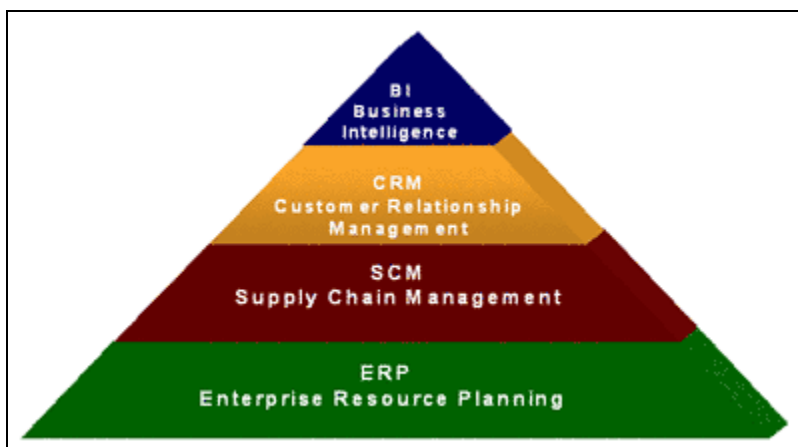 BI
Business
Intelligence
CRM
Customer Relationship
Management
SCM
Supply Chain Management
ERP
Enterprise Resource Planning